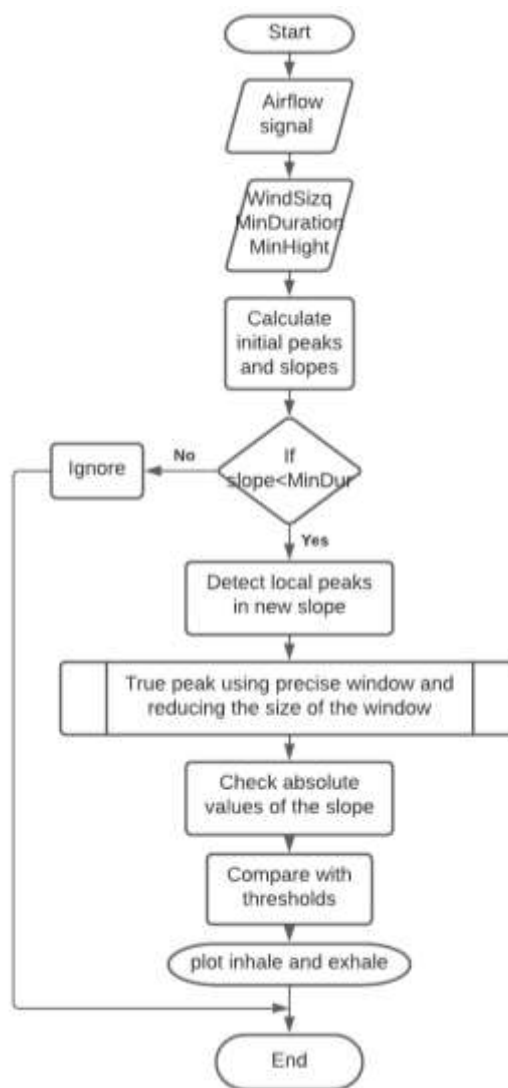 Start
Airflow
signal
WindSizq
MinDuration
MinHight
Calculate
initial peaks
and slopes
If
slope<MinDur
No
Ignore
Yes
Detect local peaks
in new slope
True peak using precise window and
reducing the size of the window
Check absolute
values of the slope
Compare with
thresholds
plot inhale and exhale
End